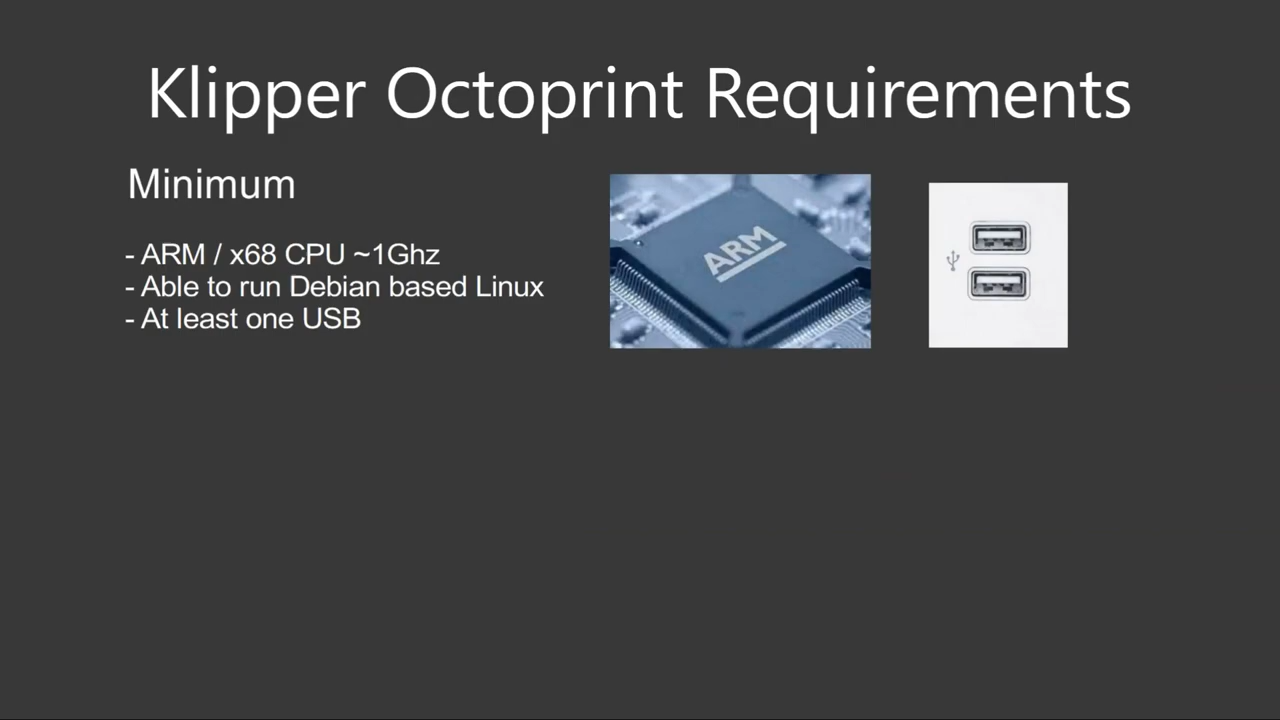 Klipper Octoprint Requirements
Minimum
- ARM / x68 CPU ~1Ghz
- Able to run Debian based Linux
- At least one USB
ARM